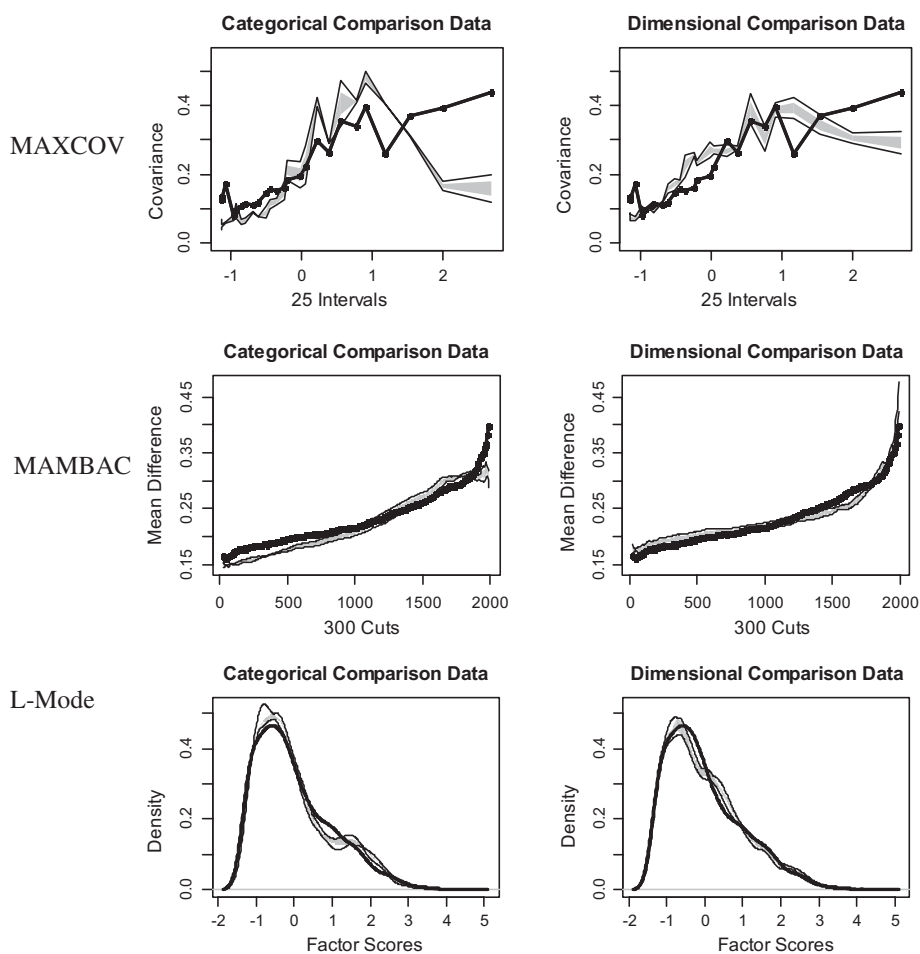 Categorical Comparison Data
Dimensional Comparison Data
MAXCOV
Covariance
0.0 0.2 0.4
-1 0 1 2
25 Intervals
Covariance
0.0 0.2 0.4
-1 0 1 2
25 Intervals
Categorical Comparison Data
Dimensional Comparison Data
MAMBAC
Mean Difference
0.15 0.25 0.35 0.45
0 500 1000 1500 2000
300 Cuts
Mean Difference
0.15 0.25 0.35 0.45
0 500 1000 1500 2000
300 Cuts
Categorical Comparison Data
Dimensional Comparison Data
L-Mode
Density
0.0 0.2 0.4
-2 -1 0 1 2 3 4 5
Factor Scores
Density
0.0 0.2 0.4
-2 -1 0 1 2 3 4 5
Factor Scores